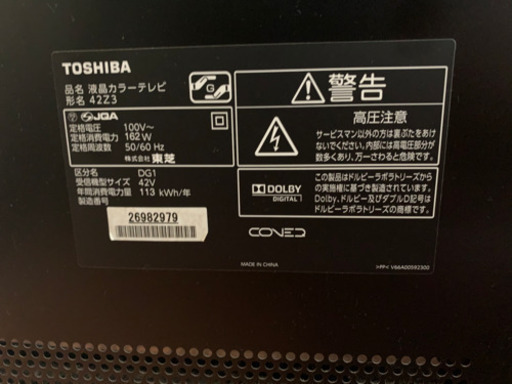 TOSHIBA
品名 液晶カラーテレビ
形名 42Z3
G
JQA
定格電圧 100V~
定格消費電力 162W
定格周波数 50/60 Hz
株式会社 東芝
区分名 DG1
受信機型サイズ 42V
年間消費電力量 113 kWh/年
製造番号
26982979
警告
高圧注意
サービスマン以外の方は裏ぶたをあけ
ないでください。内部には高電圧部分が
数多くあり、万一さわると危険です。
DOLBY
DIGITAL
この製品はドルビーラボラトリーズから
の実施権に基づき製造されています。
Dolby、ドルビー及びダブルD記号は
ドルビーラボラトリーズの商標です。
CONED
MADE IN CHINA
>PP< V66A00092300